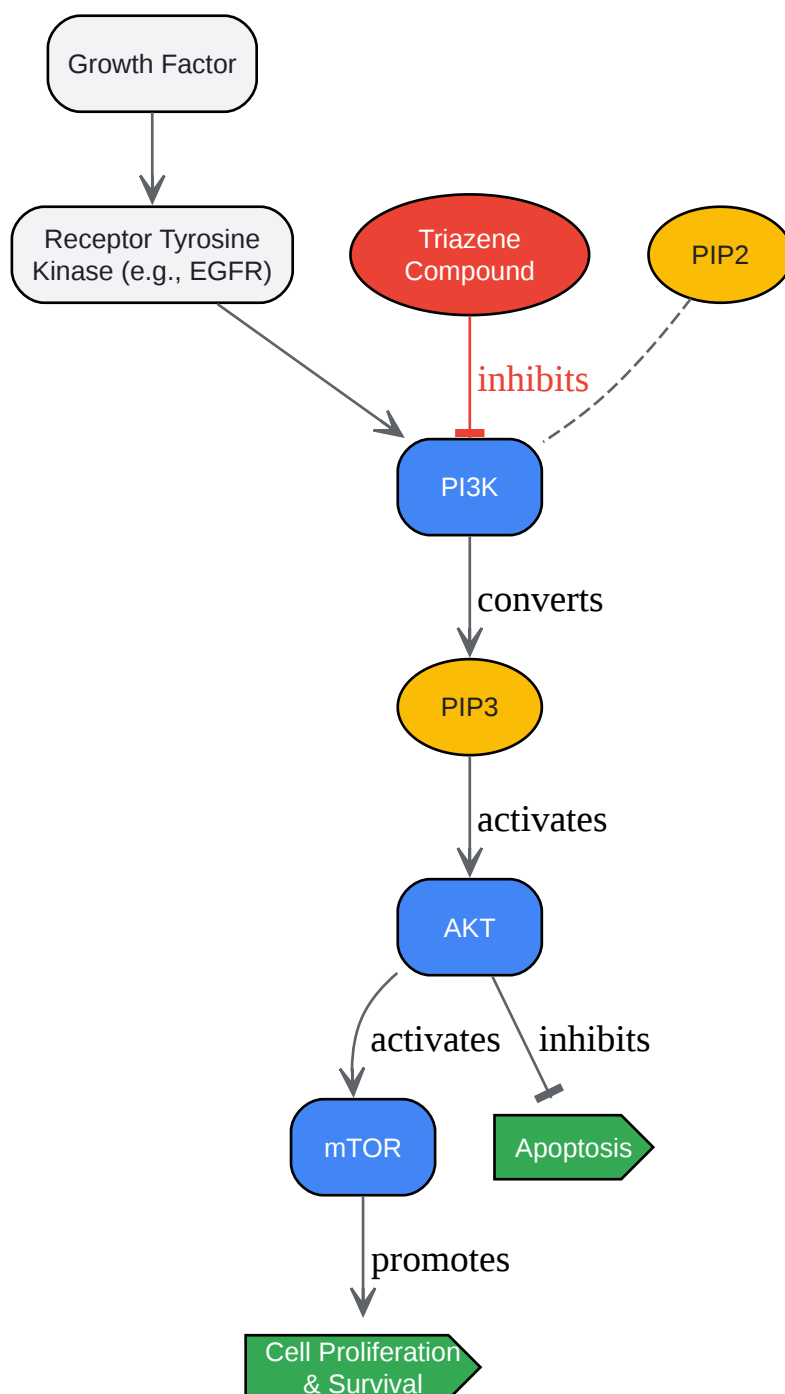 Growth Factor
Receptor Tyrosine
Kinase (e.g., EGFR)
Triazene
Compound
PIP2
inhibits
PI3K
converts
PIP3
activates
AKT
activates
inhibits
mTOR
Apoptosis
promotes
Cell Proliferation
& Survival